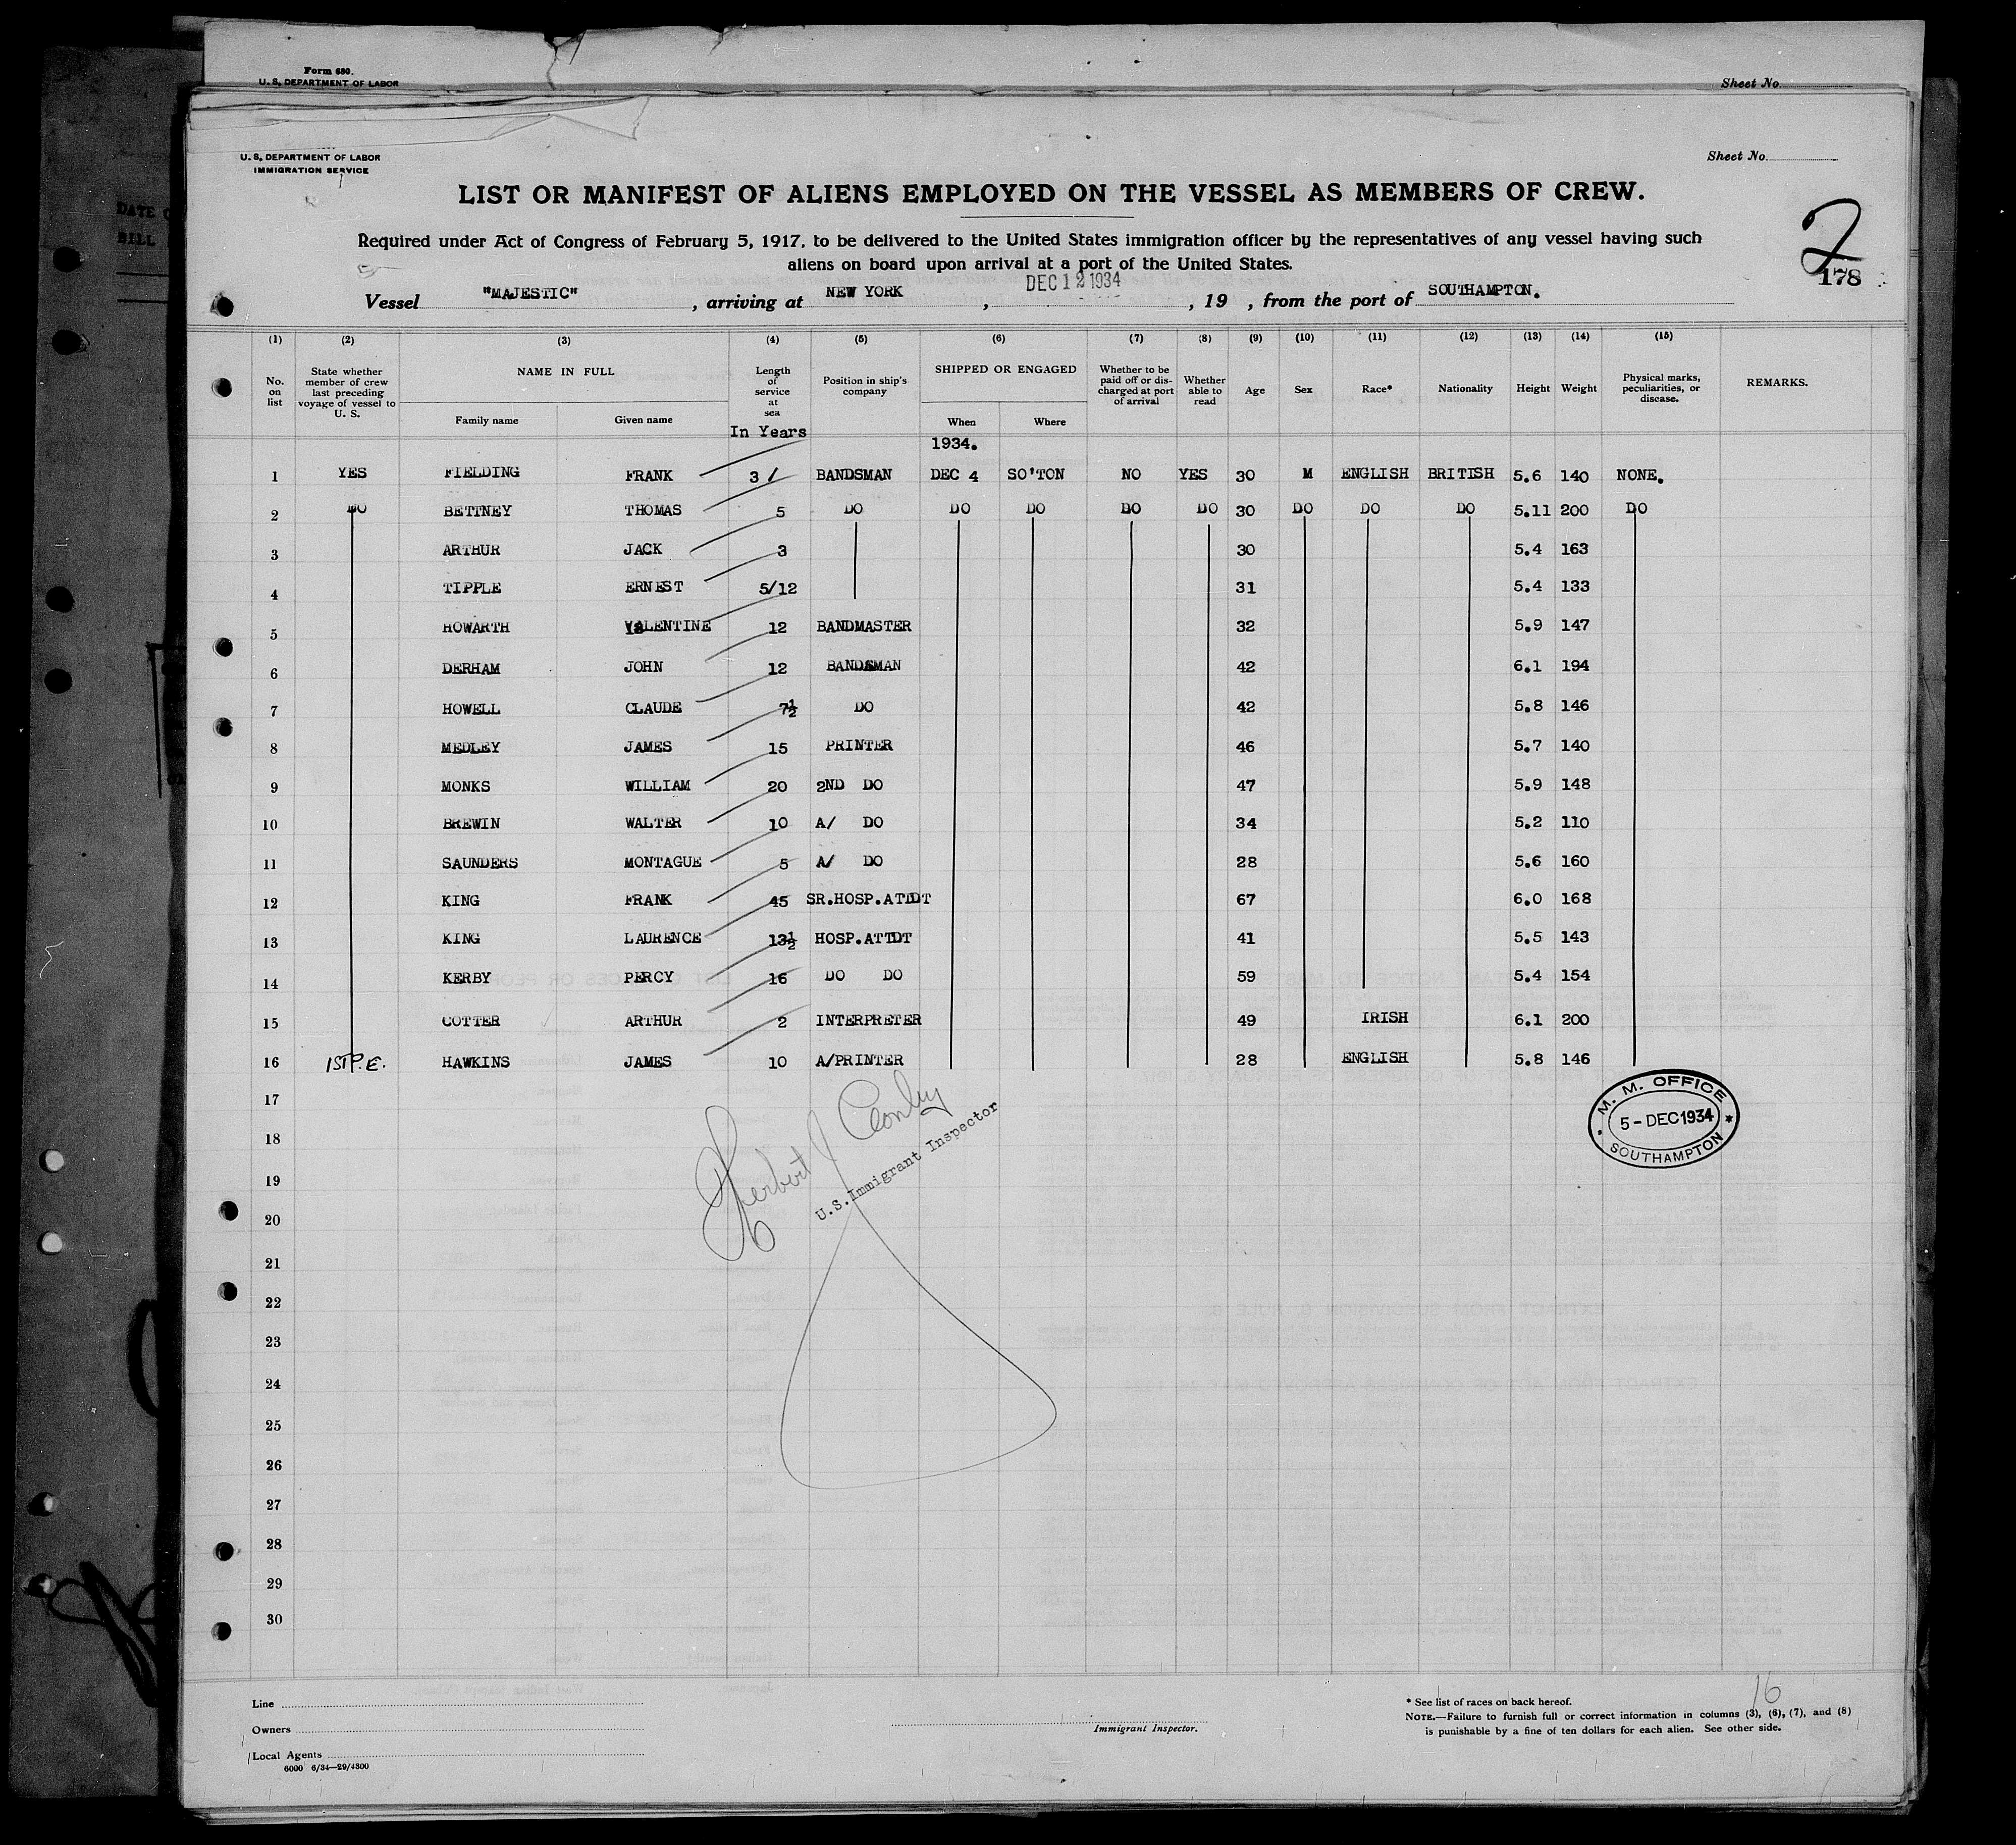 Form 680.
U. S. DEPARTMENT OF LABOR
Sheet No.
U. S. DEPARTMENT OF LABOR
IMMIGRATION SERVICE
Sheet No.
LIST OR MANIFEST OF ALIENS EMPLOYED ON THE VESSEL AS MEMBERS OF CREW.
Required under Act of Congress of February 5, 1917, to be delivered to the United States immigration officer by the representatives of any vessel having such
aliens on board upon arrival at a port of the United States.
2
178
Vessel "MAJESTIC", arriving at NEW YORK, DEC 12 1934, 19 , from the port of SOUTHAMPTON.
(1) (2) (3) (4) (5) (6) (7) (8) (9) (10) (11) (12) (13) (14) (15)
No. on list
State whether member of crew last preceding voyage of vessel to U. S.
NAME IN FULL
Family name
Given name
Length of service at sea
In Years
Position in ship's company
SHIPPED OR ENGAGED
When
Where
Whether to be paid off or discharged at port of arrival
Whether able to read
Age
Sex
Race*
Nationality
Height
Weight
Physical marks, peculiarities, or disease.
REMARKS.
1934.
1 YES FIELDING FRANK 3 / BANDSMAN DEC 4 SO'TON NO YES 30 M ENGLISH BRITISH 5.6 140 NONE.
2 DO BETTNEY THOMAS 5 DO DO DO DO DO 30 DO DO DO 5.11 200 DO
3 ARTHUR JACK 3 30 5.4 163
4 TIPPLE ERNEST 5/12 31 5.4 133
5 HOWARTH VALENTINE 12 BANDMASTER 32 5.9 147
6 DERHAM JOHN 12 BANDSMAN 42 6.1 194
7 HOWELL CLAUDE 7½ DO 42 5.8 146
8 MEDLEY JAMES 15 PRINTER 46 5.7 140
9 MONKS WILLIAM 20 2ND DO 47 5.9 148
10 BREWIN WALTER 10 A/ DO 34 5.2 110
11 SAUNDERS MONTAGUE 5 A/ DO 28 5.6 160
12 KING FRANK 45 SR.HOSP.ATTDT 67 6.0 168
13 KING LAURENCE 13½ HOSP.ATTDT 41 5.5 143
14 KERBY PERCY 16 DO DO 59 5.4 154
15 COTTER ARTHUR 2 INTERPRETER 49 IRISH 6.1 200
16 1ST P.E. HAWKINS JAMES 10 A/PRINTER 28 ENGLISH 5.8 146
17
18
19
20
21
22
23
24
25
26
27
28
29
30
M. M. OFFICE
5 - DEC 1934
SOUTHAMPTON
Herbert J Conby
U.S. Immigrant Inspector
16
Line
Owners
Local Agents
6000 6/34—29/4300
Immigrant Inspector.
* See list of races on back hereof.
NOTE.—Failure to furnish full or correct information in columns (3), (6), (7), and (8)
is punishable by a fine of ten dollars for each alien. See other side.